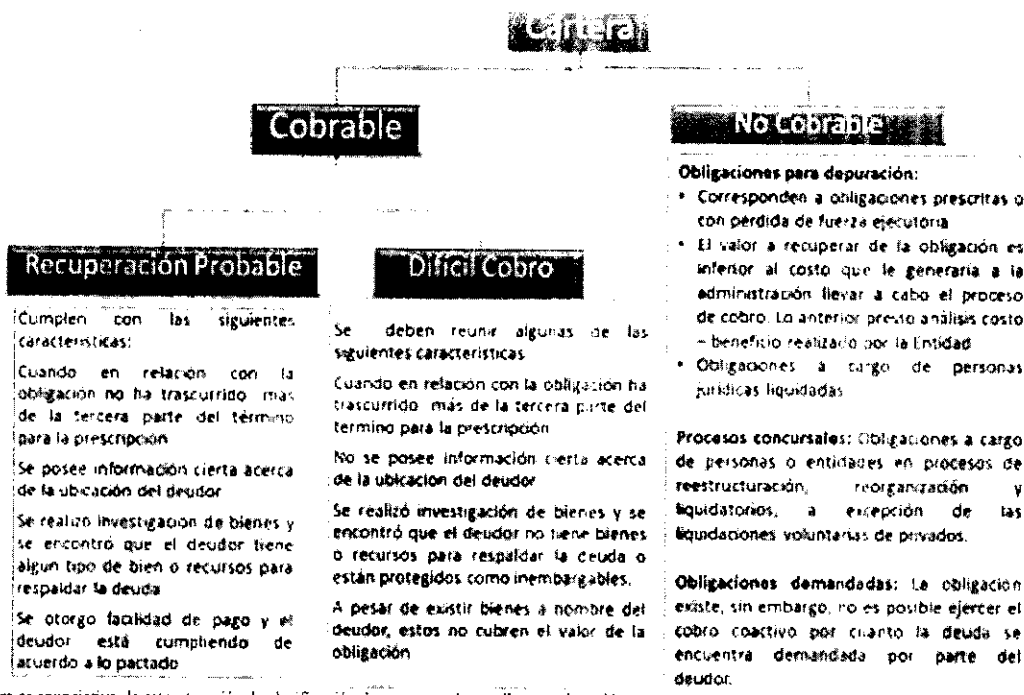 Cartera
Cobrable
No Cobrable
Recuperación Probable
Cumplen con las siguientes
características:
Cuando en relación con la
obligación no ha trascurrido mas
de la tercera parte del término
para la prescripción
Se posee información cierta acerca
de la ubicación del deudor
Se realizo investigacion de bienes y
se encontró que el deudor tiene
algun tipo de bien o recursos para
respaldar la deuda
Se otorgo facilidad de pago y el
deudor está cumpliendo de
acuerdo a lo pactado
Difícil Cobro
Se deben reunir algunas de las
siguientes características
Cuando en relación con la obligación ha
trascurrido más de la tercera parte del
termino para la prescripción
No se posee información cierta acerca
de la ubicación del deudor
Se realizó investigación de bienes y se
encontró que el deudor no tiene bienes
o recursos para respaldar la deuda o
están protegidos como inembargables.
A pesar de existir bienes a nombre del
deudor, estos no cubren el valor de la
obligación
Obligaciones para depuración:
• Corresponden a obligaciones prescritas o
con perdida de fuerza ejecutoria
• El valor a recuperar de la obligación es
inferior al costo que le generaria a la
administración llevar a cabo el proceso
de cobro. Lo anterior previo análisis costo
– beneficio realizado por la Entidad
• Obligaciones a cargo de personas
jurídicas liquidadas
Procesos concursales: Obligaciones a cargo
de personas o entidades en procesos de
reestructuración, reorganización y
liquidatorios, a excepción de las
liquidaciones voluntarias de privados.
Obligaciones demandadas: La obligación
existe, sin embargo, no es posible ejercer el
cobro coactivo por cuanto la deuda se
encuentra demandada por parte del
deudor.